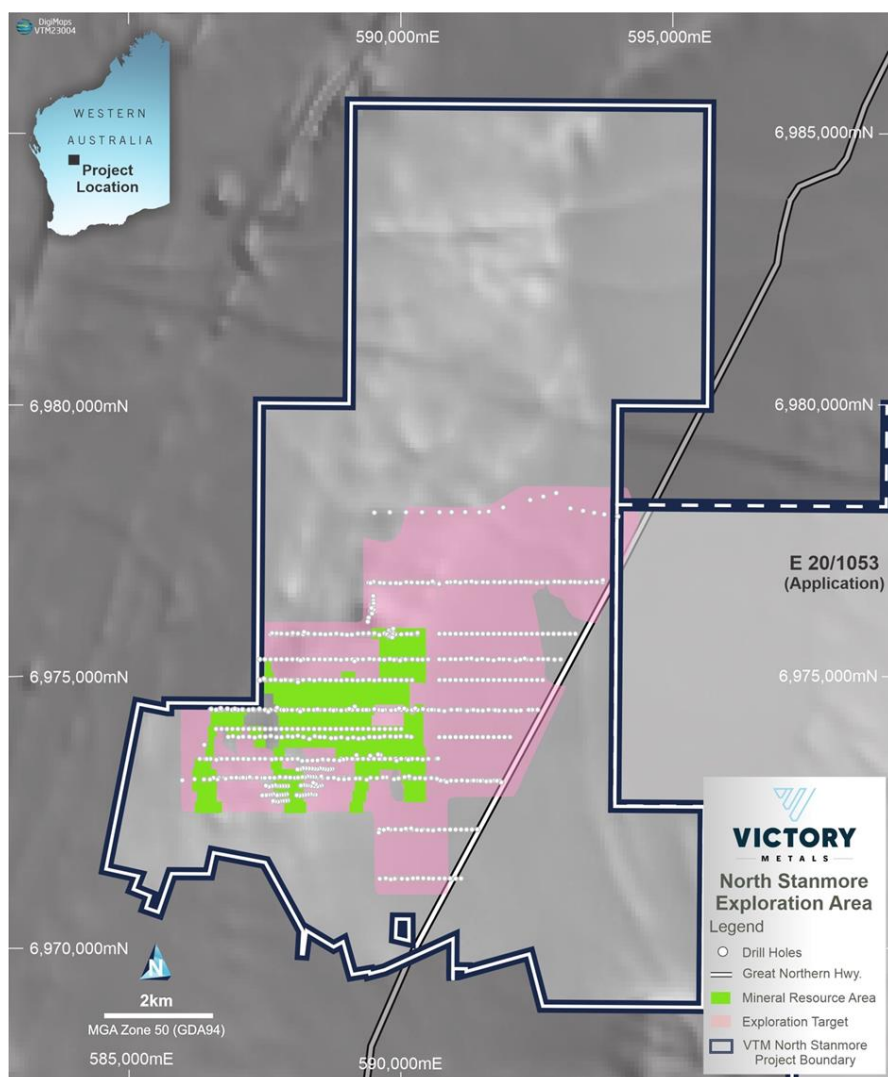 DigiMaps
VTM23004
590,000mE
595,000mE
WESTERN
AUSTRALIA
Project
Location
6,985,000mN
6,980,000mN
6,980,000mN
E 20/1053
(Application)
6,975,000mN
6,975,000mN
6,970,000mN
N
2km
MGA Zone 50 (GDA94)
585,000mE
590,000mE
VICTORY
METALS
North Stanmore
Exploration Area
Legend
Drill Holes
Great Northern Hwy.
Mineral Resource Area
Exploration Target
VTM North Stanmore
Project Boundary